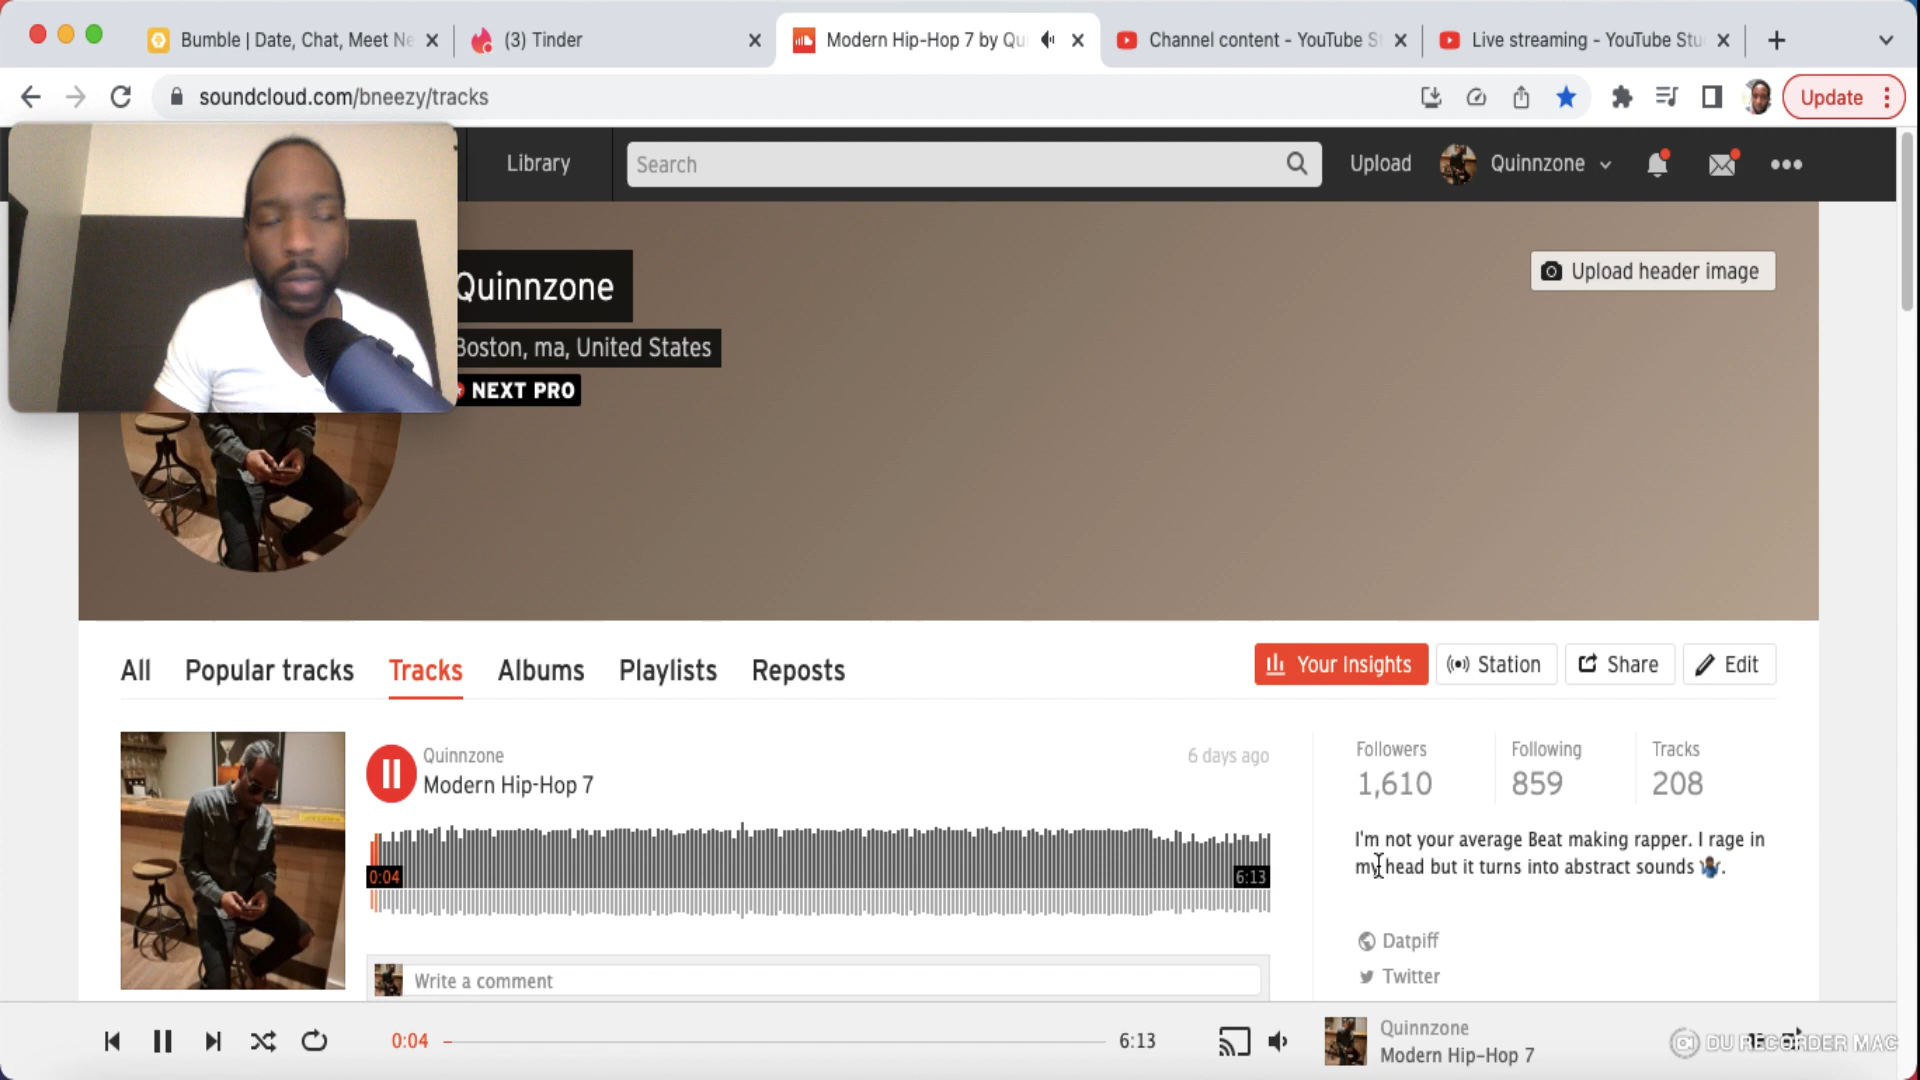 Bumble | Date, Chat, Meet Ne
(3) Tinder
Modern Hip-Hop 7 by Qu
Channel content - YouTube S
Live streaming - YouTube Stu
soundcloud.com/bneezy/tracks
Update
Library
Search
Upload
Quinnzone
Quinnzone
Boston, ma, United States
NEXT PRO
Upload header image
All
Popular tracks
Tracks
Albums
Playlists
Reposts
Your Insights
Station
Share
Edit
Quinnzone
6 days ago
Modern Hip-Hop 7
0:04
6:13
Write a comment
Followers
Following
Tracks
1,610
859
208
I'm not your average Beat making rapper. I rage in
my head but it turns into abstract sounds 🤷🏾‍♂️.
Datpiff
Twitter
0:04
6:13
Quinnzone
Modern Hip-Hop 7
DU RECORDER MAC